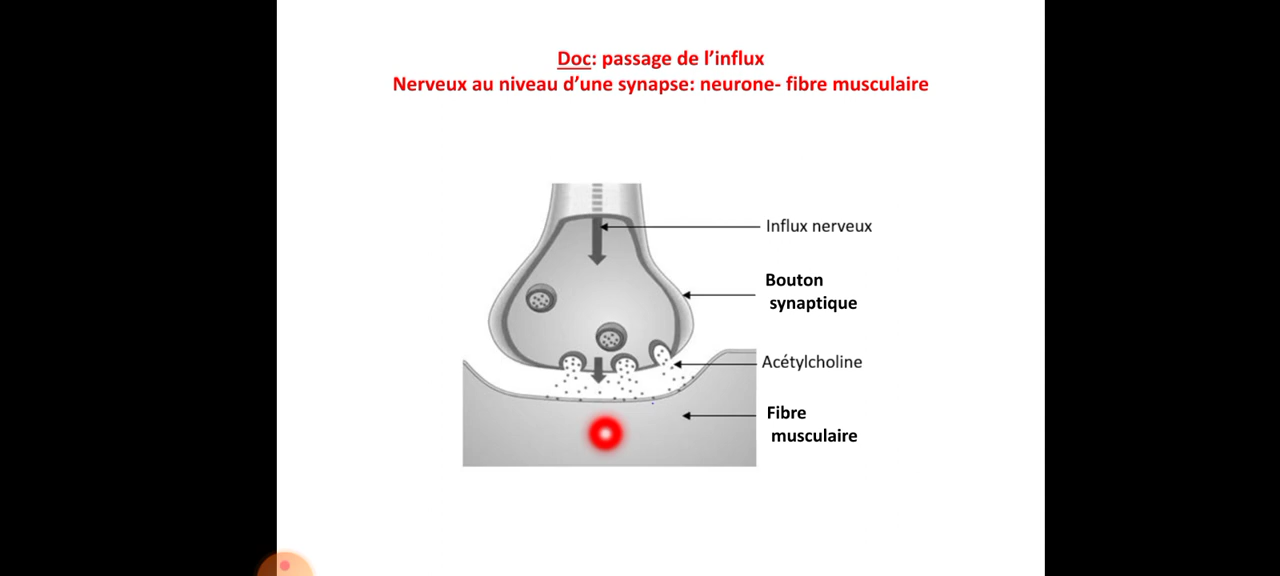 Doc: passage de l’influx
Nerveux au niveau d’une synapse: neurone- fibre musculaire
Influx nerveux
Bouton
synaptique
Acétylcholine
Fibre
musculaire